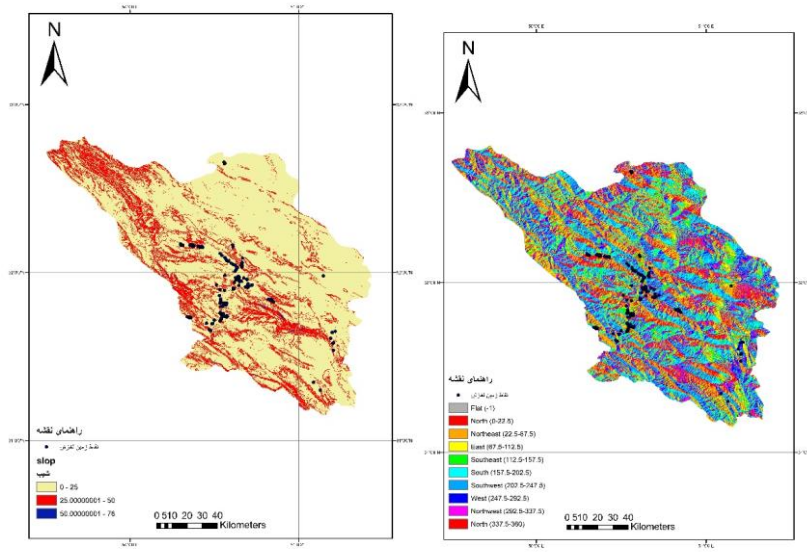 N
راهنمای نقشه
نقاط زمین لغزش
slop
شیب
0 - 25
25.00000001 - 50
50.00000001 - 76
0 5 10 20 30 40
Kilometers
N
راهنمای نقشه
نقاط زمین لغزش
Flat (-1)
North (0-22.5)
Northeast (22.5-67.5)
East (67.5-112.5)
Southeast (112.5-157.5)
South (157.5-202.5)
Southwest (202.5-247.5)
West (247.5-292.5)
Northwest (292.5-337.5)
North (337.5-360)
0 5 10 20 30 40
Kilometers